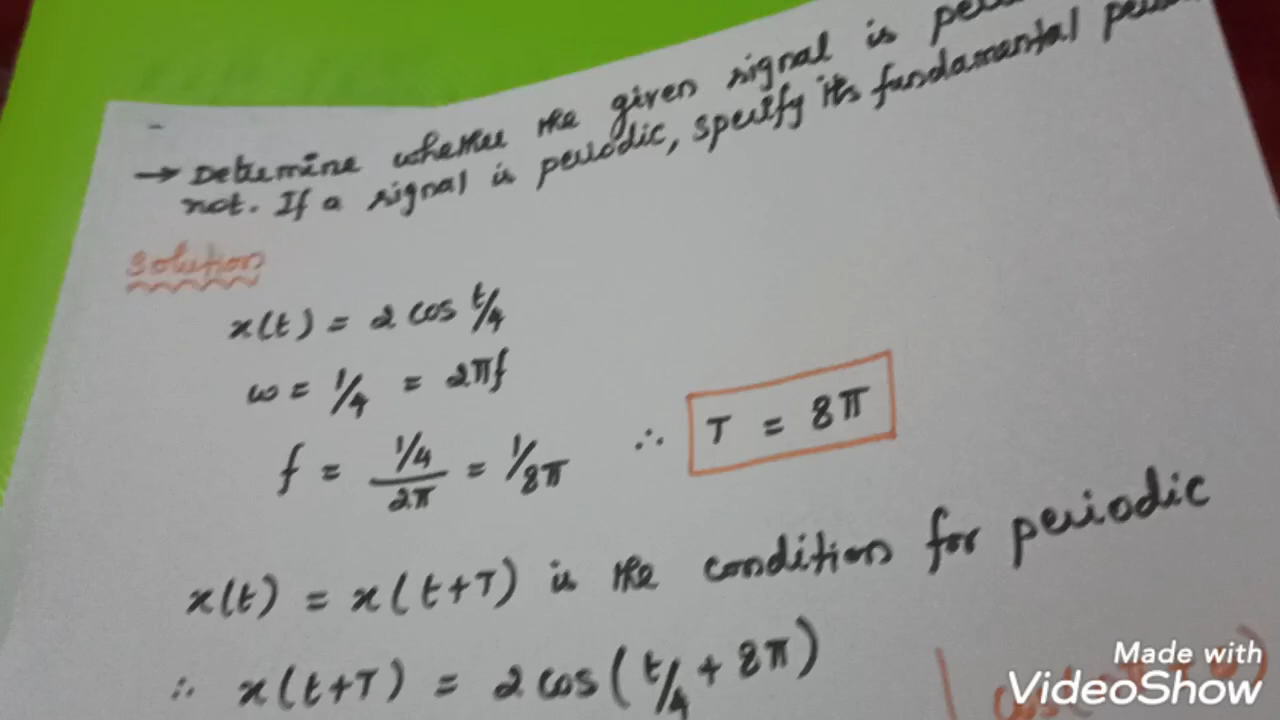 → Determine whether the given signal is
not. If a signal is periodic, specify its fundamental
Solution
x(t) = 2 cos t/4
ω = 1/4 = 2πf
f = (1/4)/2π = 1/8π ∴ T = 8π
x(t) = x(t+T) is the condition for periodic
∴ x(t+T) = 2 cos(t/4 + 8π)
Made with
VideoShow